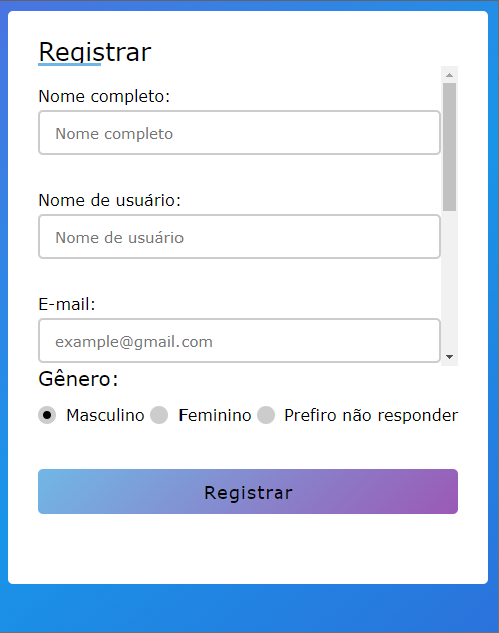 Registrar
Nome completo:
Nome completo
Nome de usuário:
Nome de usuário
E-mail:
example@gmail.com
Gênero:
Masculino Feminino Prefiro não responder
Registrar